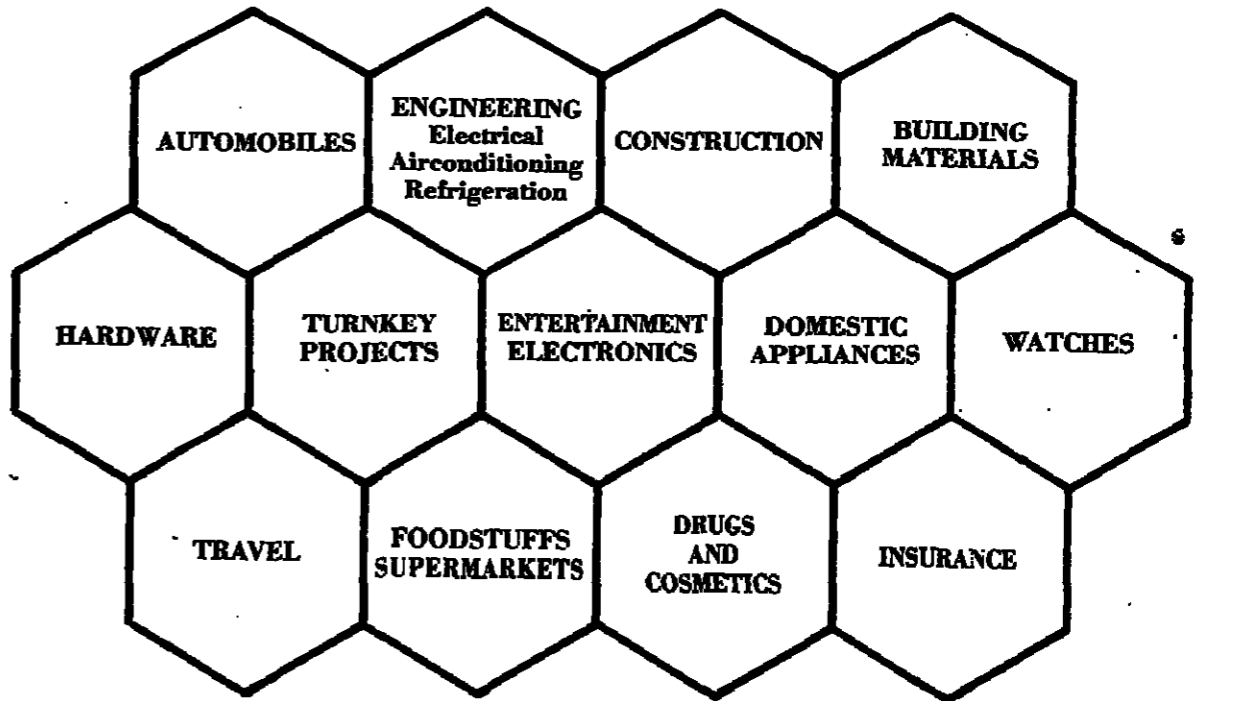 AUTOMOBILES
ENGINEERING
Electrical
Airconditioning
Refrigeration
CONSTRUCTION
BUILDING
MATERIALS
HARDWARE
TURNKEY
PROJECTS
ENTERTAINMENT
ELECTRONICS
DOMESTIC
APPLIANCES
WATCHES
TRAVEL
FOODSTUFFS
SUPERMARKETS
DRUGS
AND
COSMETICS
INSURANCE